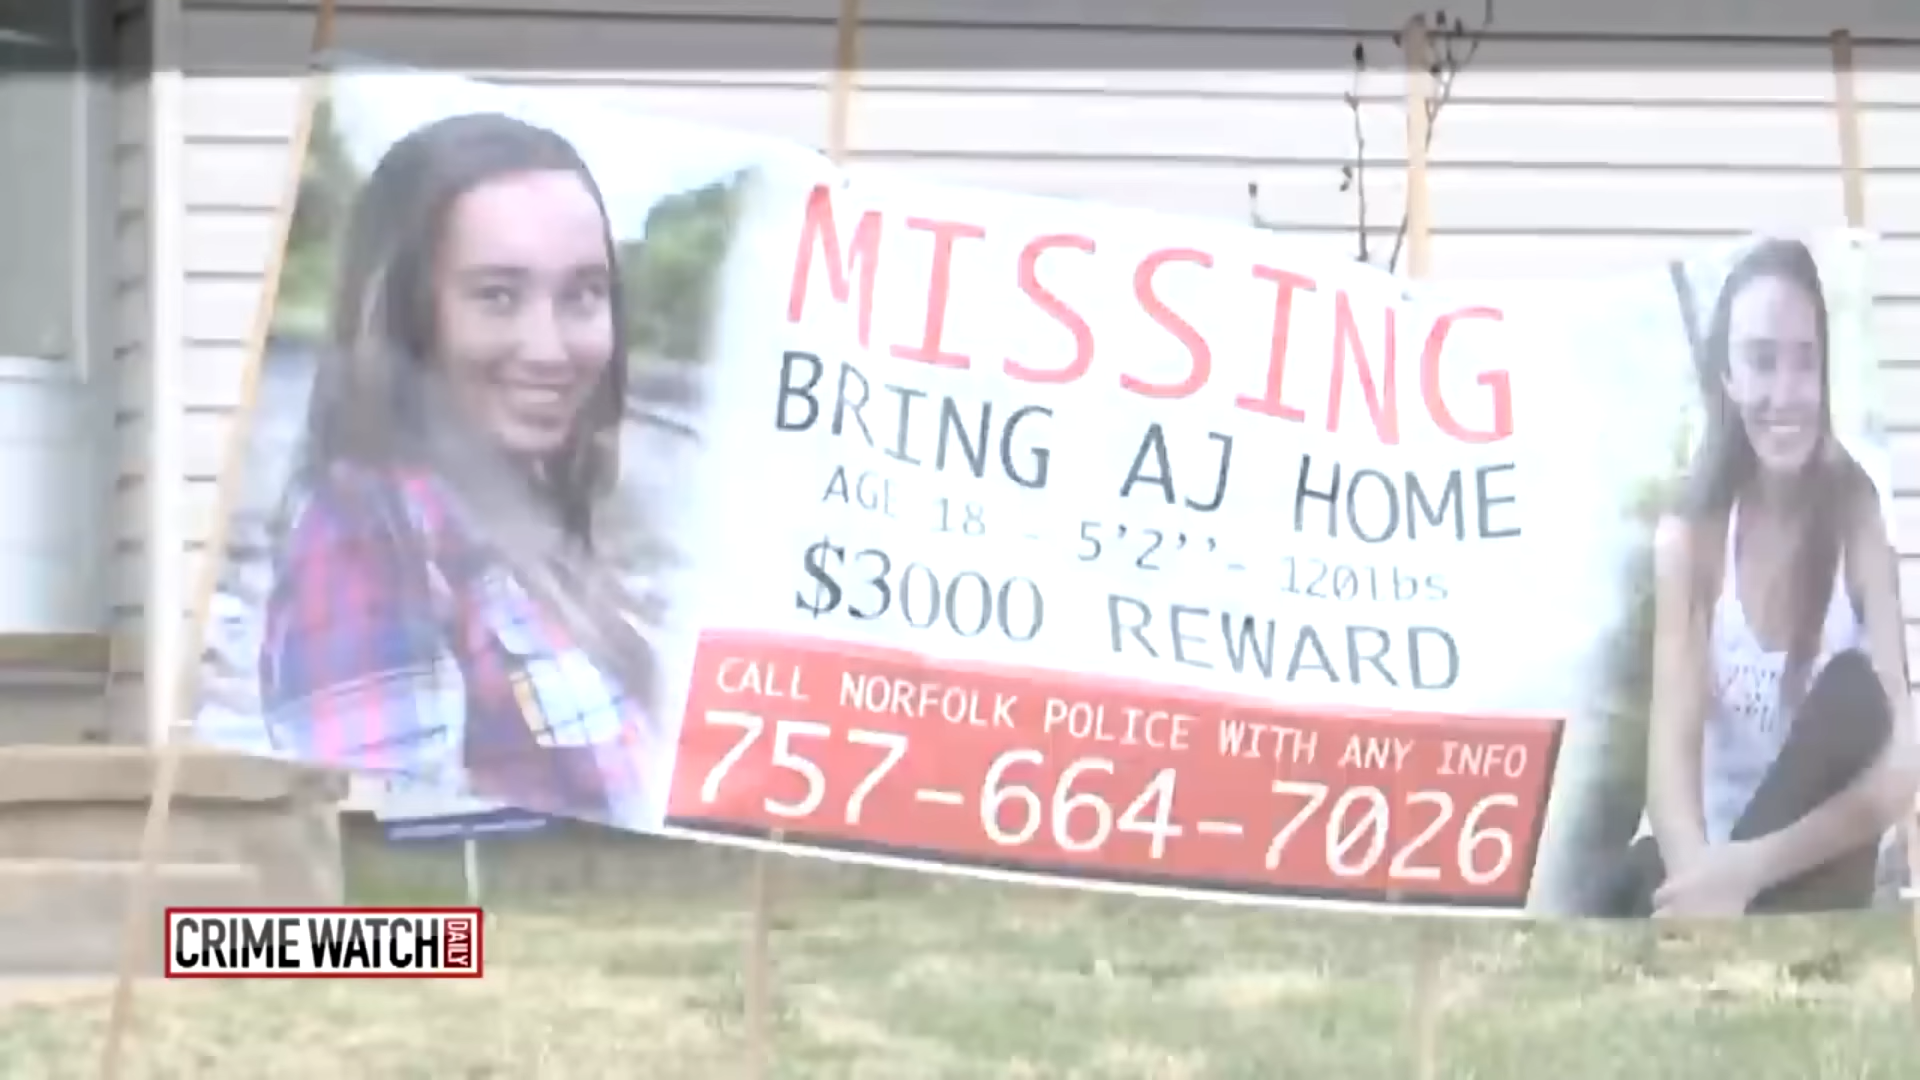 MISSING
BRING AJ HOME
AGE 18 - 5'2''- 120lbs
$3000 REWARD
CALL NORFOLK POLICE WITH ANY INFO
757-664-7026
CRIME WATCH DAILY